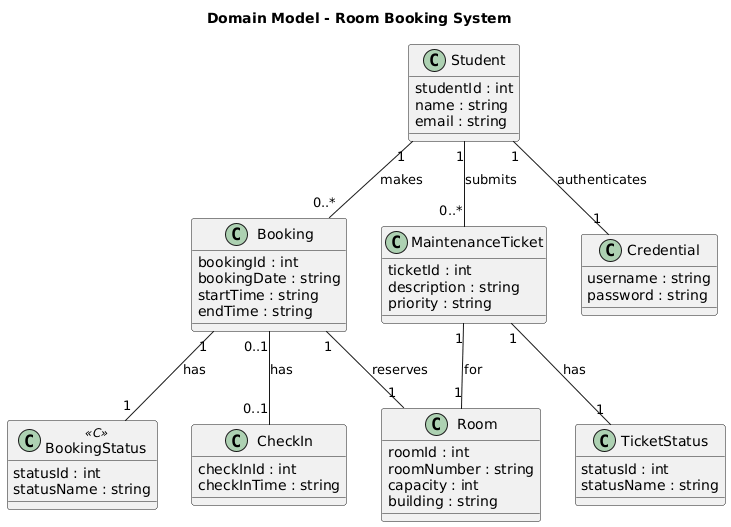 Domain Model - Room Booking System
C Student
studentId : int
name : string
email : string
1 1 1
makes submits authenticates
0..* 0..* 1
C Booking
bookingId : int
bookingDate : string
startTime : string
endTime : string
C MaintenanceTicket
ticketId : int
description : string
priority : string
C Credential
username : string
password : string
1 0..1 1 1 1
has has reserves for has
1 0..1 1 1 1
C «C» BookingStatus
statusId : int
statusName : string
C CheckIn
checkInId : int
checkInTime : string
C Room
roomId : int
roomNumber : string
capacity : int
building : string
C TicketStatus
statusId : int
statusName : string